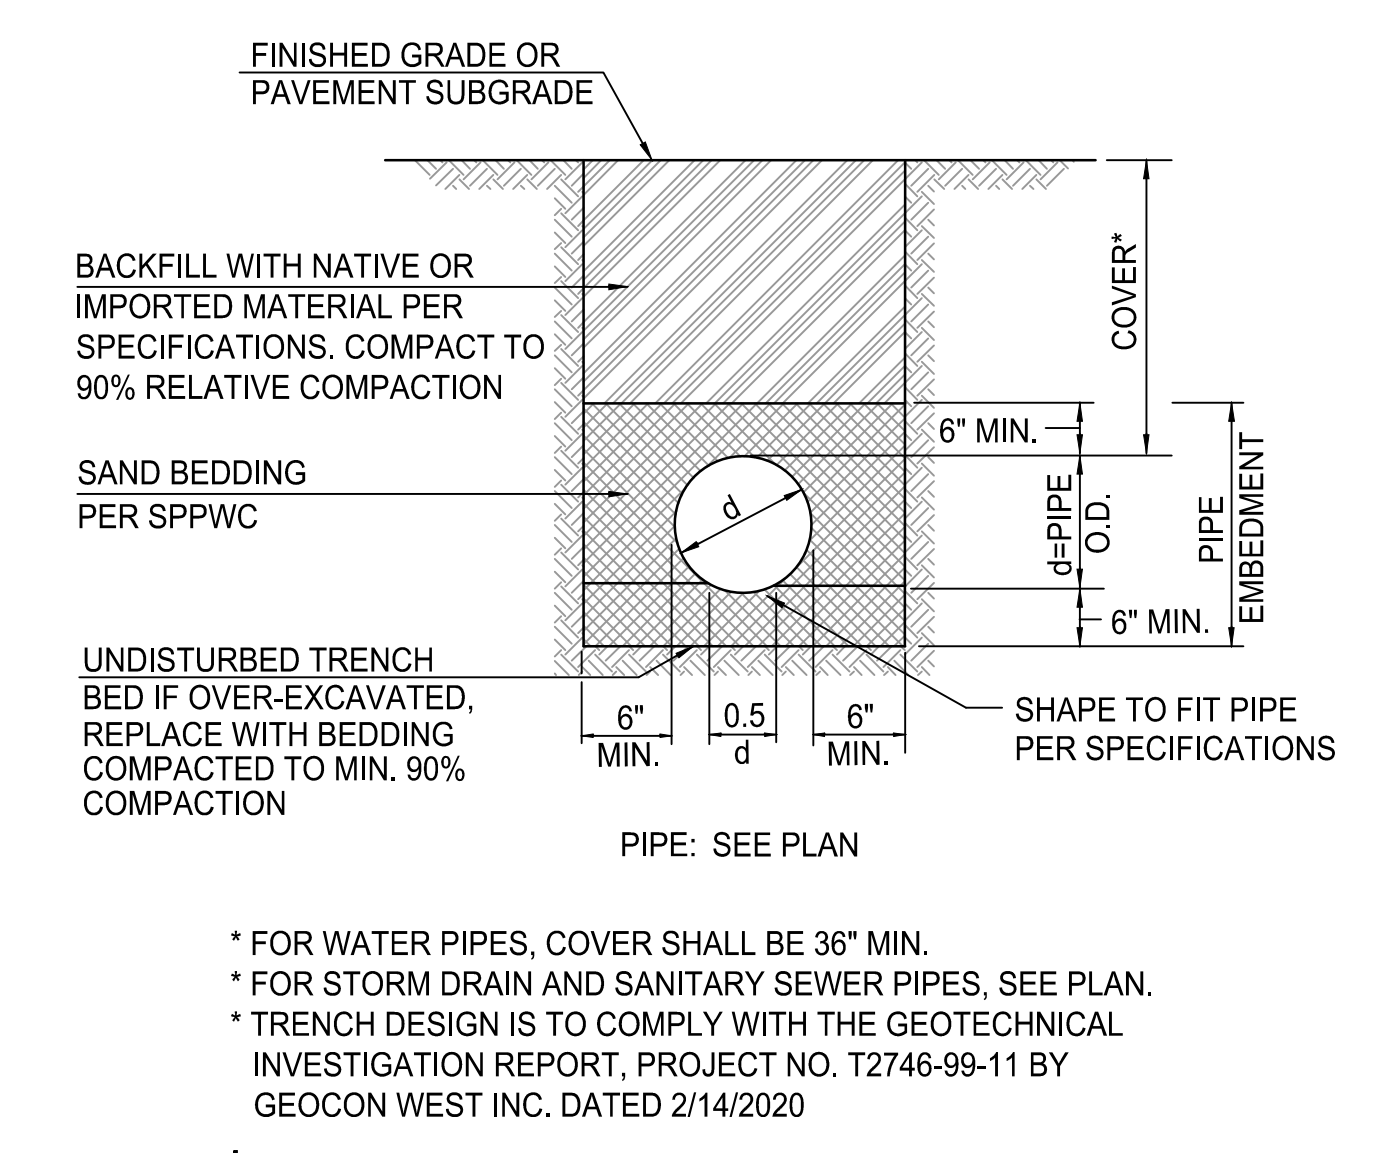 FINISHED GRADE OR
PAVEMENT SUBGRADE
BACKFILL WITH NATIVE OR
IMPORTED MATERIAL PER
SPECIFICATIONS. COMPACT TO
90% RELATIVE COMPACTION
COVER*
6" MIN.
SAND BEDDING
PER SPPWC
d
d=PIPE
O.D.
PIPE
EMBEDMENT
6" MIN.
UNDISTURBED TRENCH
BED IF OVER-EXCAVATED,
REPLACE WITH BEDDING
COMPACTED TO MIN. 90%
COMPACTION
6"
MIN.
0.5
d
6"
MIN.
SHAPE TO FIT PIPE
PER SPECIFICATIONS
PIPE: SEE PLAN
* FOR WATER PIPES, COVER SHALL BE 36" MIN.
* FOR STORM DRAIN AND SANITARY SEWER PIPES, SEE PLAN.
* TRENCH DESIGN IS TO COMPLY WITH THE GEOTECHNICAL
INVESTIGATION REPORT, PROJECT NO. T2746-99-11 BY
GEOCON WEST INC. DATED 2/14/2020